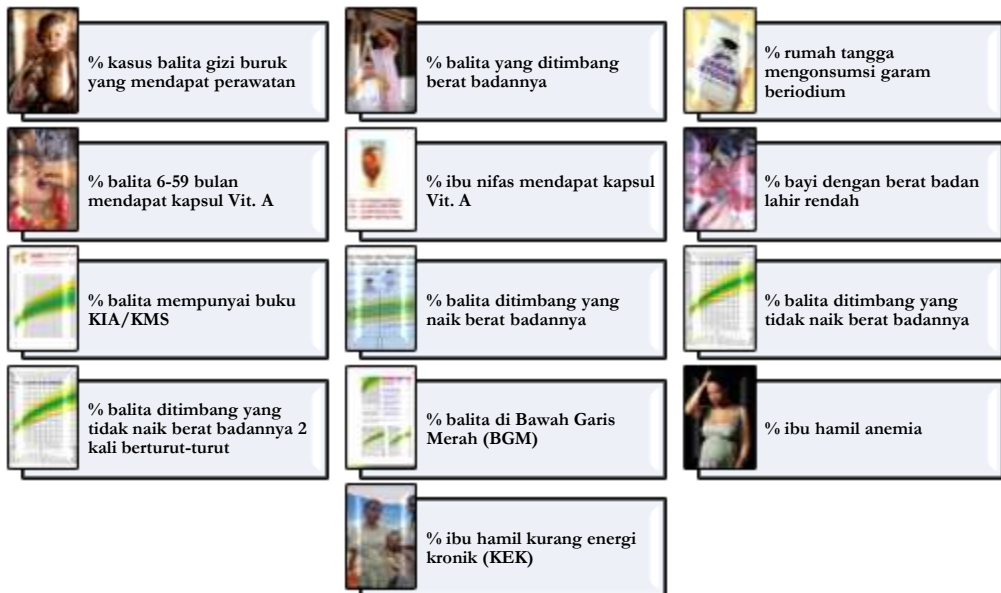 % kasus balita gizi buruk
yang mendapat perawatan
% balita yang ditimbang
berat badannya
% rumah tangga
mengonsumsi garam
beriodium
% balita 6-59 bulan
mendapat kapsul Vit. A
% ibu nifas mendapat kapsul
Vit. A
% bayi dengan berat badan
lahir rendah
% balita mempunyai buku
KIA/KMS
% balita ditimbang yang
naik berat badannya
% balita ditimbang yang
tidak naik berat badannya
% balita ditimbang yang
tidak naik berat badannya 2
kali berturut-turut
% balita di Bawah Garis
Merah (BGM)
% ibu hamil anemia
% ibu hamil kurang energi
kronik (KEK)